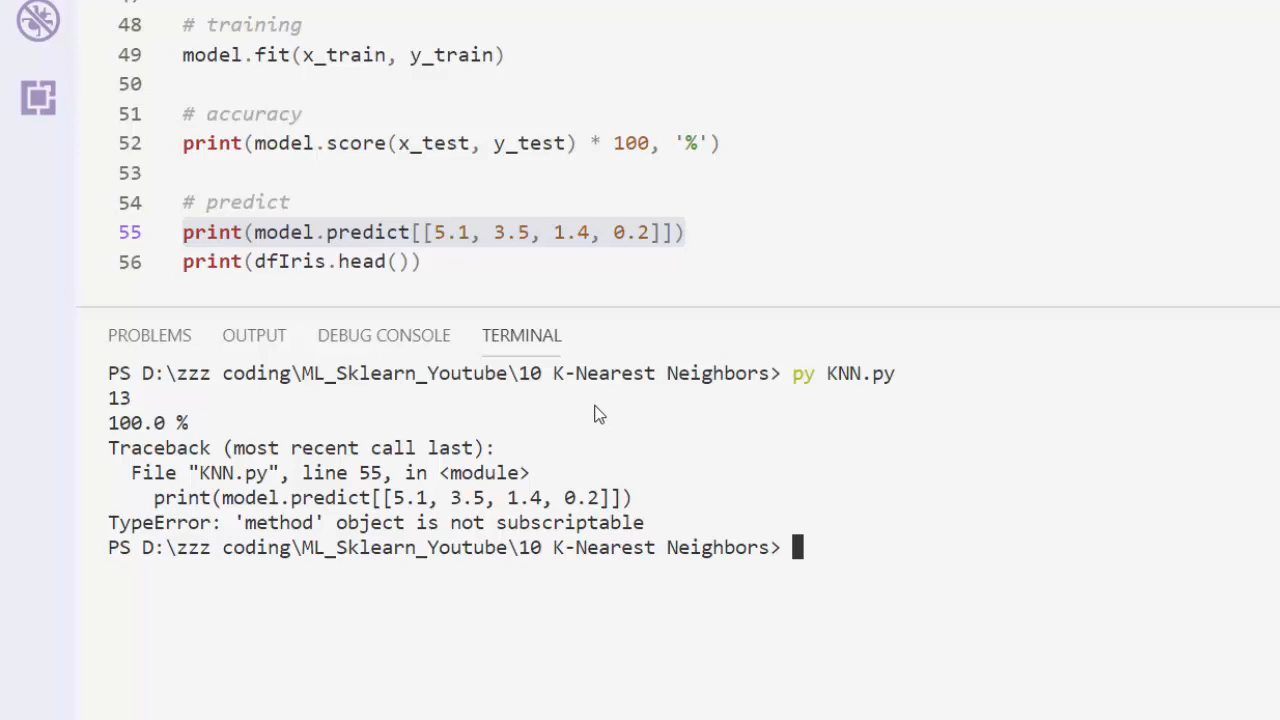 48 # training
49 model.fit(x_train, y_train)
50
51 # accuracy
52 print(model.score(x_test, y_test) * 100, '%')
53
54 # predict
55 print(model.predict[[5.1, 3.5, 1.4, 0.2]])
56 print(dfIris.head())
PROBLEMS OUTPUT DEBUG CONSOLE TERMINAL
PS D:\zzz coding\ML_Sklearn_Youtube\10 K-Nearest Neighbors> py KNN.py
13
100.0 %
Traceback (most recent call last):
  File "KNN.py", line 55, in <module>
    print(model.predict[[5.1, 3.5, 1.4, 0.2]])
TypeError: 'method' object is not subscriptable
PS D:\zzz coding\ML_Sklearn_Youtube\10 K-Nearest Neighbors>